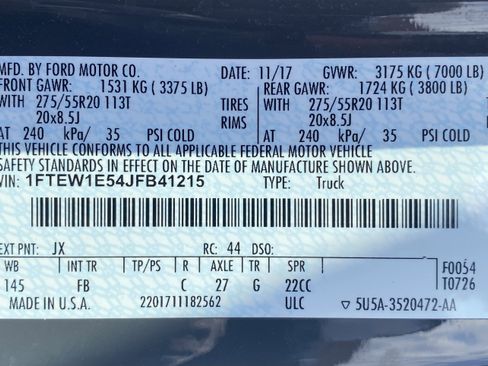 MFD. BY FORD MOTOR CO. DATE: 11/17 GVWR: 3175 KG ( 7000 LB)
FRONT GAWR: 1531 KG ( 3375 LB) REAR GAWR: 1724 KG ( 3800 LB)
WITH 275/55R20 113T TIRES WITH 275/55R20 113T
20x8.5J RIMS 20x8.5J
AT 240 kPa/ 35 PSI COLD AT 240 kPa/ 35 PSI COLD
THIS VEHICLE CONFORMS TO ALL APPLICABLE FEDERAL MOTOR VEHICLE
SAFETY STANDARDS IN EFFECT ON THE DATE OF MANUFACTURE SHOWN ABOVE.
VIN: 1FTEW1E54JFB41215 TYPE: Truck
EXT PNT: JX RC: 44 DSO:
WB INT TR TP/PS R AXLE TR SPR F0054
145 FB C 27 G 22CC T0726
MADE IN U.S.A. 2201711182562 ULC ▽ 5U5A-3520472-AA